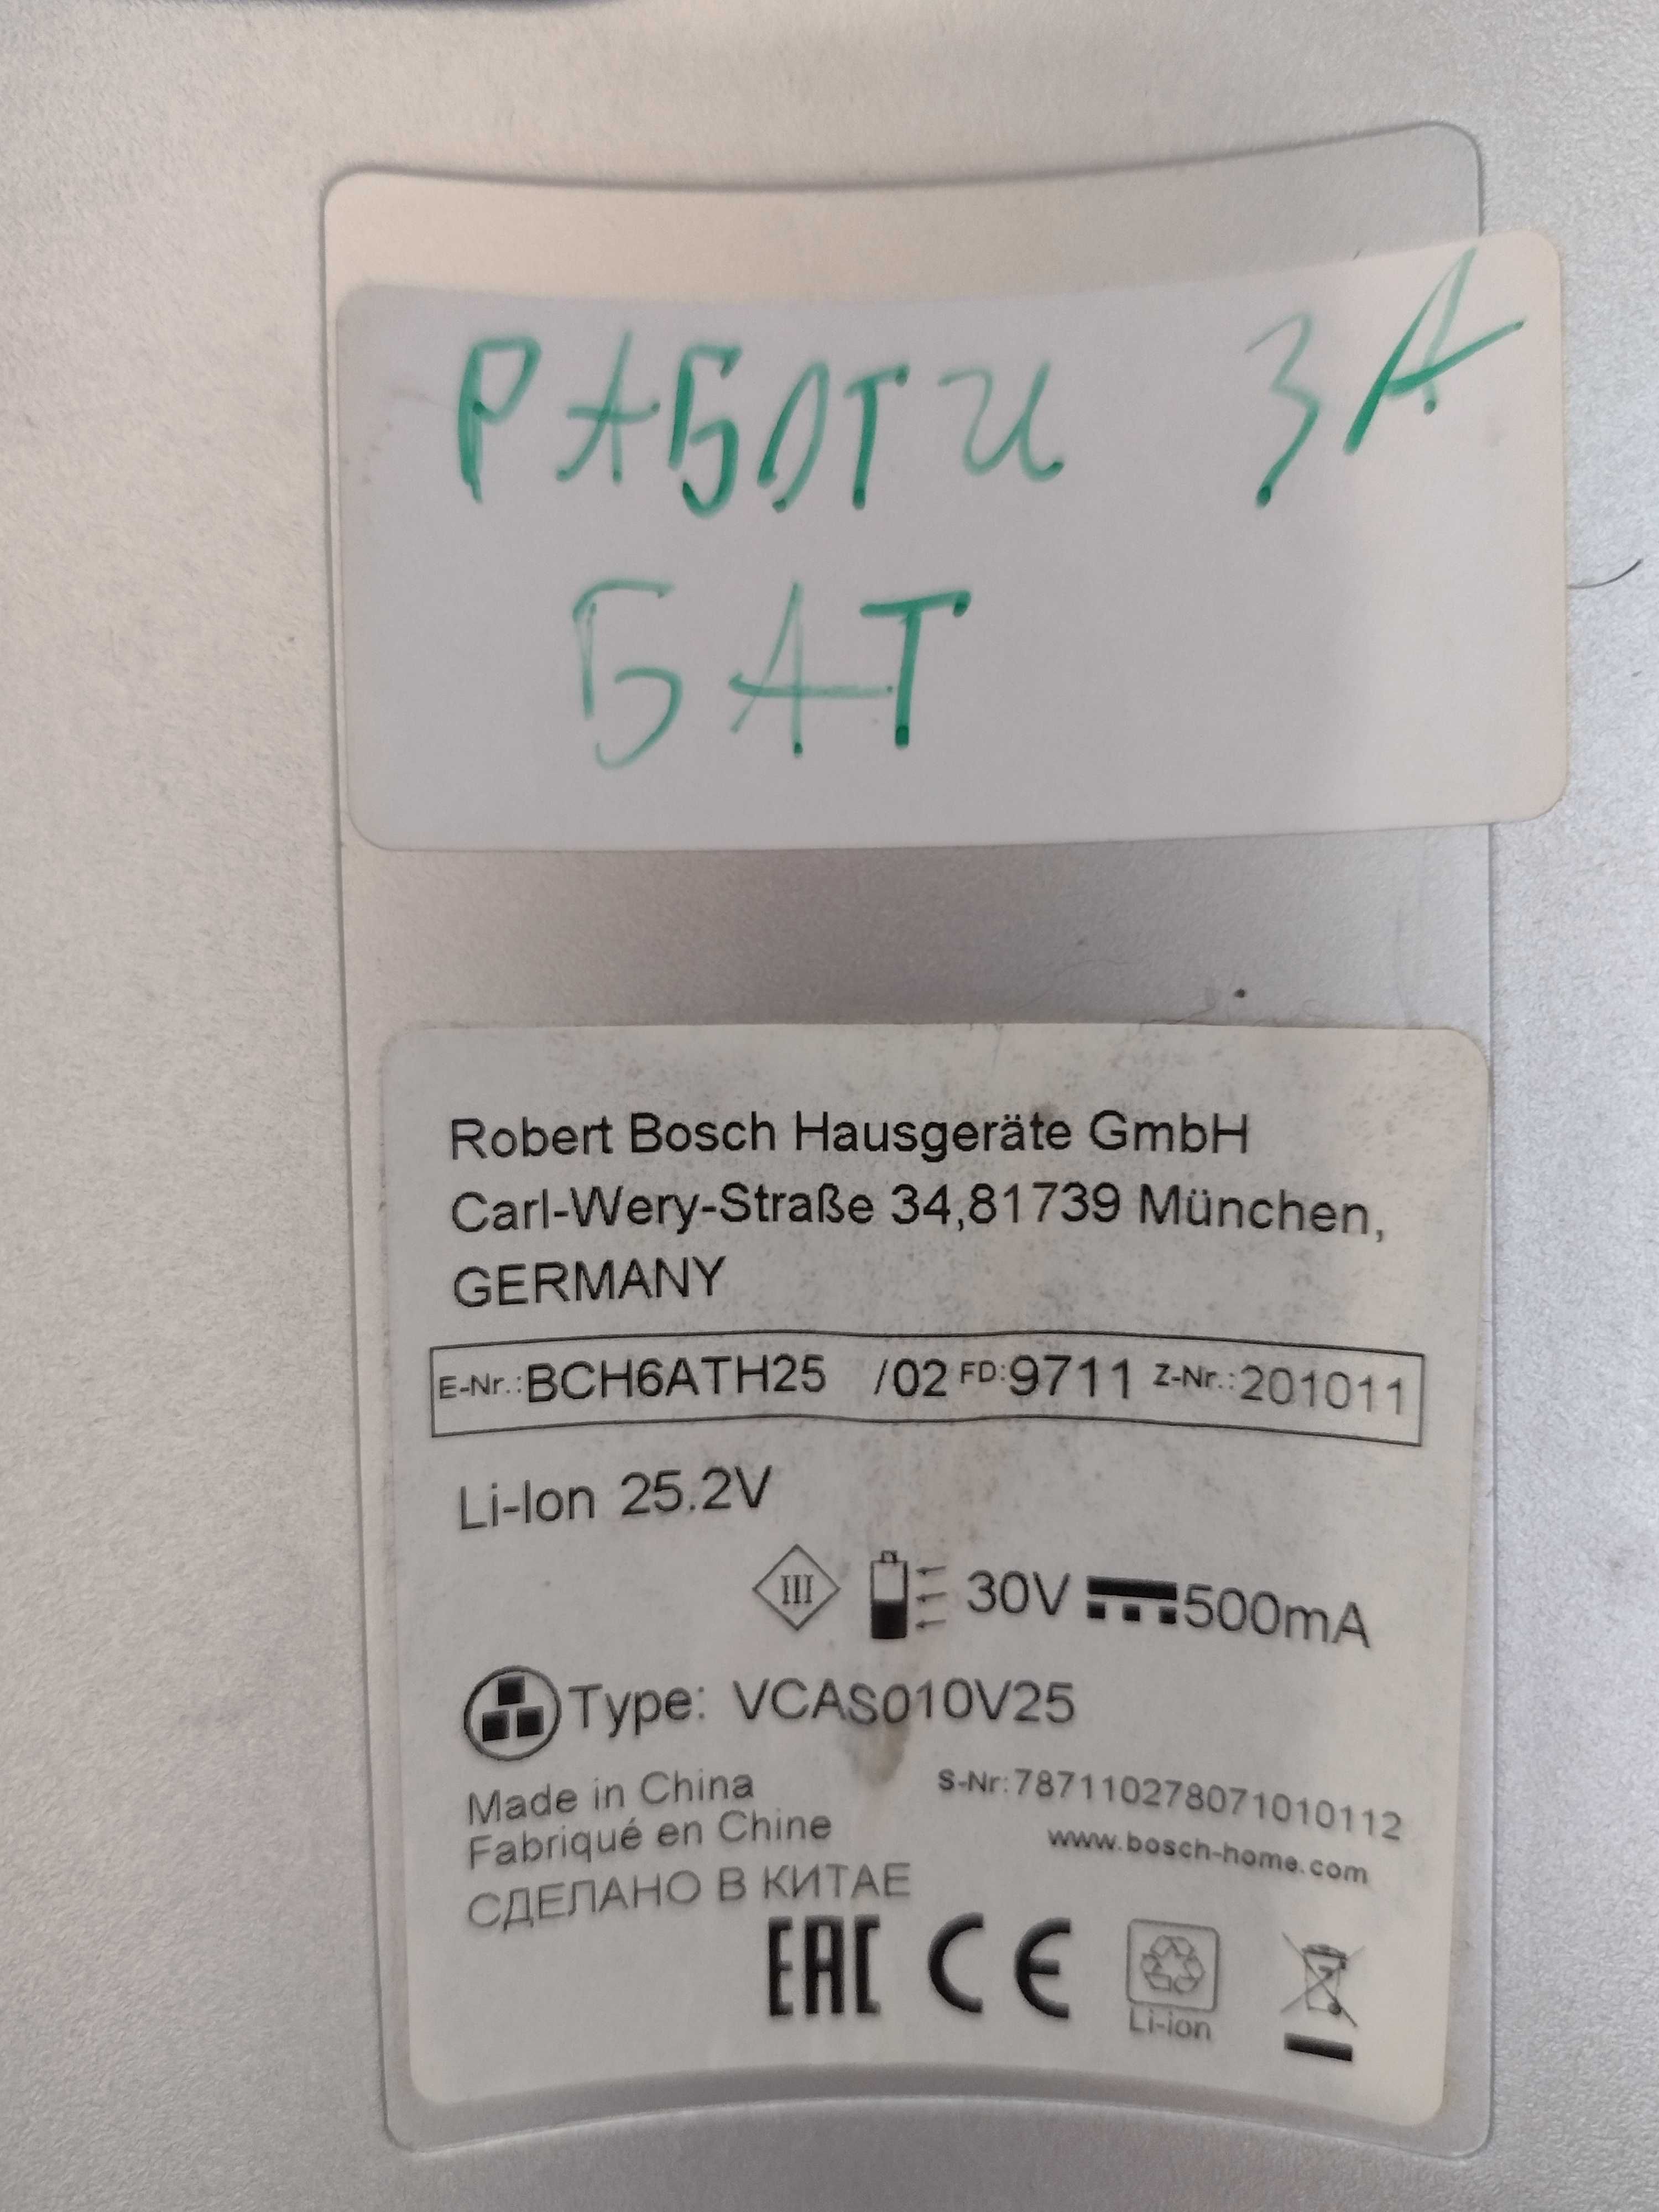 РАБОТИ ЗА
БАТ
Robert Bosch Hausgeräte GmbH
Carl-Wery-Straße 34,81739 München,
GERMANY
E-Nr.:BCH6ATH25 /02 FD:9711 Z-Nr.:201011
Li-Ion 25.2V
III 30V 500mA
Type: VCAS010V25
Made in China
Fabriqué en Chine
СДЕЛАНО В КИТАЕ
S-Nr:787110278071010112
www.bosch-home.com
EAC CE
Li-ion